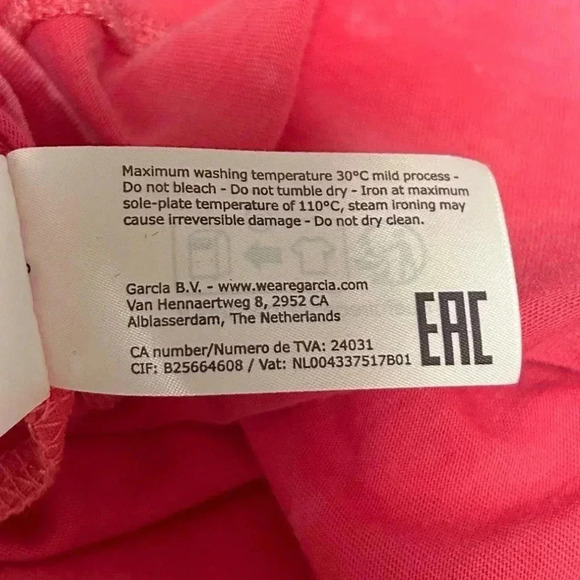 Maximum washing temperature 30°C mild process -
Do not bleach - Do not tumble dry - Iron at maximum
sole-plate temperature of 110°C, steam ironing may
cause irreversible damage - Do not dry clean.
Garcia B.V. - www.wearegarcia.com
Van Hennaertweg 8, 2952 CA
Alblasserdam, The Netherlands
EAC
CA number/Numero de TVA: 24031
CIF: B25664608 / Vat: NL004337517B01